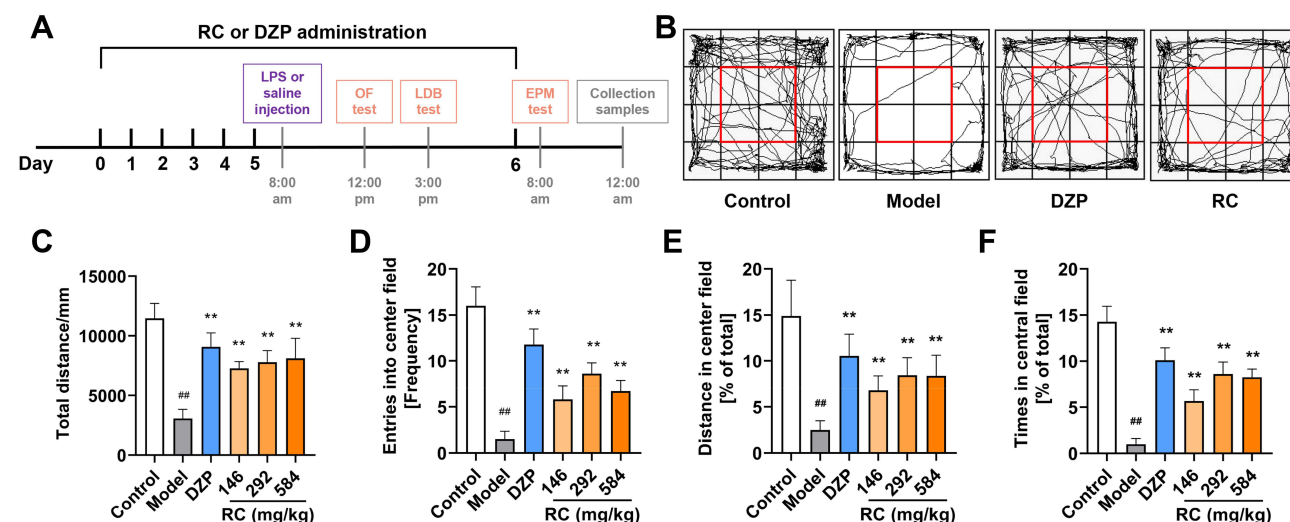 A
RC or DZP administration
LPS or
saline
injection
OF
test
LDB
test
EPM
test
Collection
samples
Day
0 1 2 3 4 5 6
8:00
am
12:00
pm
3:00
pm
8:00
am
12:00
am
B
Control Model DZP RC
C
Total distance/mm
15000
10000
5000
0
##
**
**
**
**
Control
Model
DZP
146
292
584
RC (mg/kg)
D
Entries into center field
[Frequency]
20
15
10
5
0
##
**
**
**
**
Control
Model
DZP
146
292
584
RC (mg/kg)
E
Distance in center field
[% of total]
20
15
10
5
0
##
**
**
**
**
Control
Model
DZP
146
292
584
RC (mg/kg)
F
Times in central field
[% of total]
20
15
10
5
0
##
**
**
**
**
Control
Model
DZP
146
292
584
RC (mg/kg)